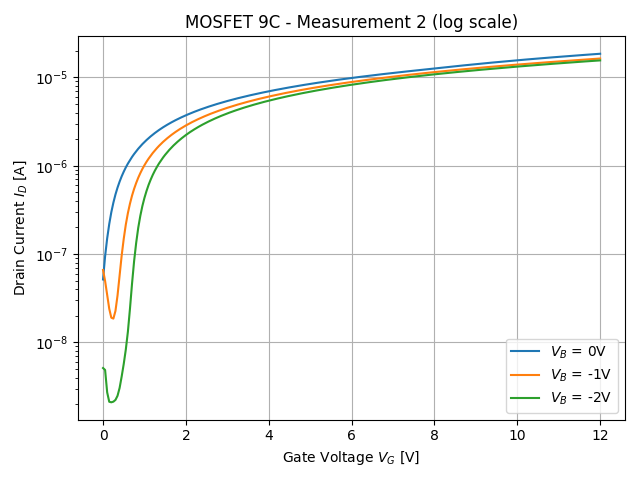 MOSFET 9C - Measurement 2 (log scale)
Drain Current $I_D$ [A]
10⁻⁵
10⁻⁶
10⁻⁷
10⁻⁸
$V_B$ = 0V
$V_B$ = -1V
$V_B$ = -2V
0 2 4 6 8 10 12
Gate Voltage $V_G$ [V]